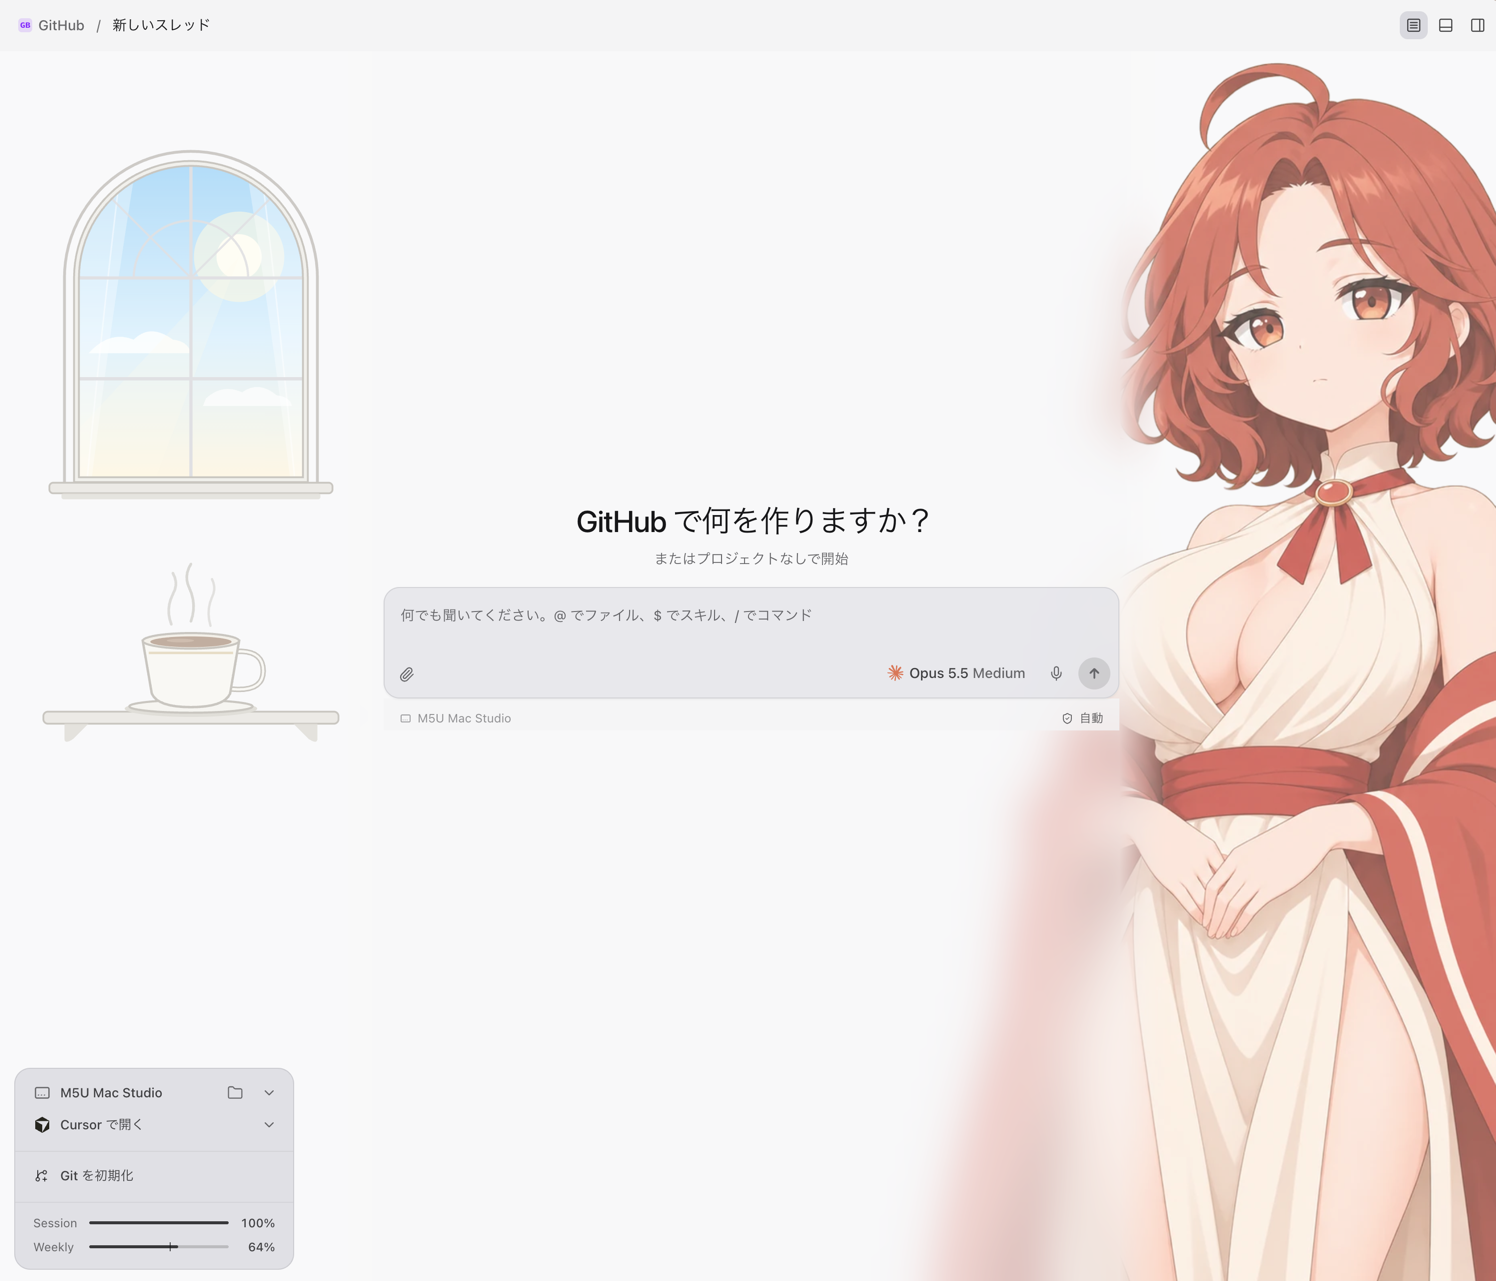 GB GitHub / 新しいスレッド
GitHub で何を作りますか？
またはプロジェクトなしで開始
何でも聞いてください。@ でファイル、$ でスキル、/ でコマンド
Opus 5.5 Medium
M5U Mac Studio
自動
M5U Mac Studio
Cursor で開く
Git を初期化
Session 100%
Weekly 64%